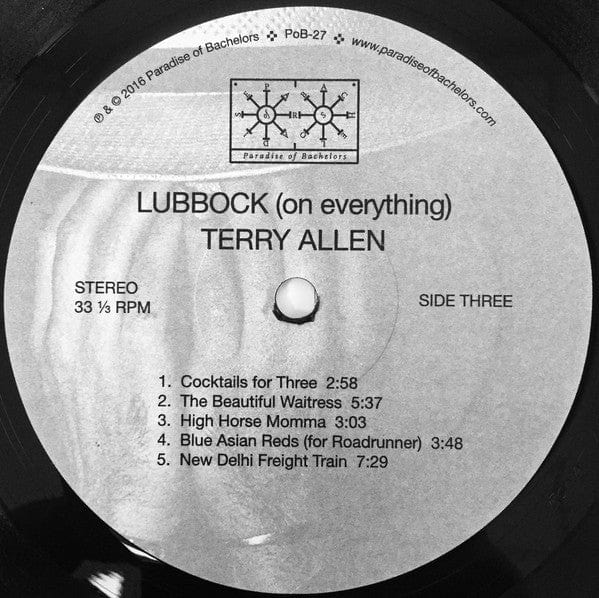 ℗ & © 2016 Paradise of Bachelors ✣ PoB-27 ✣ www.paradiseofbachelors.com
Paradise of Bachelors
LUBBOCK (on everything)
TERRY ALLEN
STEREO
33 ⅓ RPM
SIDE THREE
1. Cocktails for Three 2:58
2. The Beautiful Waitress 5:37
3. High Horse Momma 3:03
4. Blue Asian Reds (for Roadrunner) 3:48
5. New Delhi Freight Train 7:29